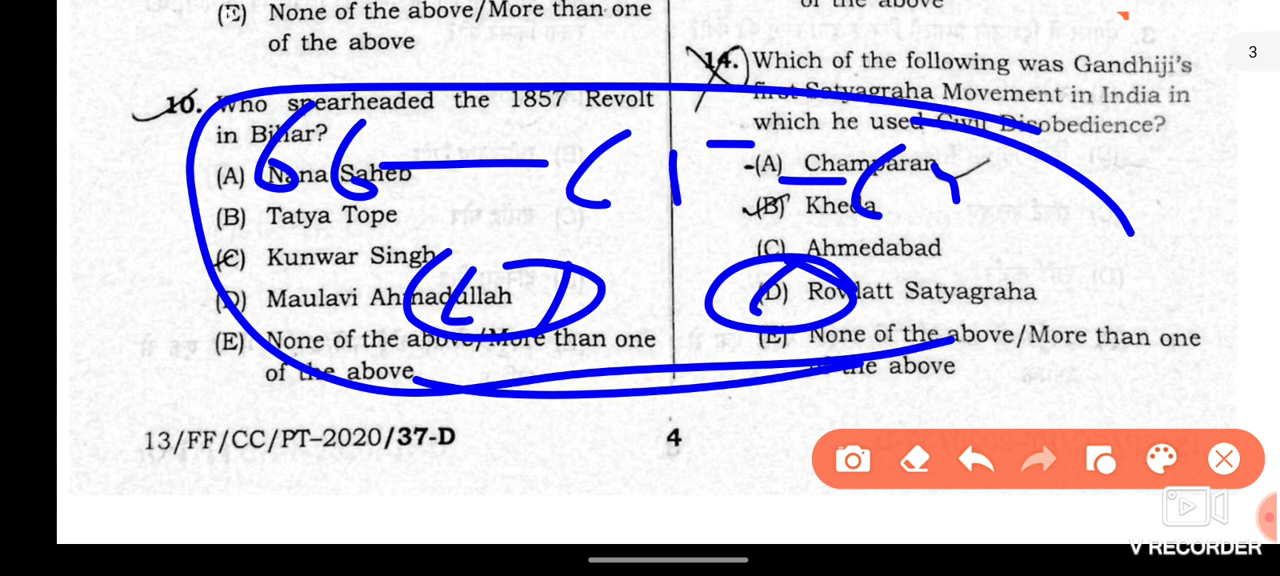 (E) None of the above/More than one
of the above
10. Who spearheaded the 1857 Revolt
in Bihar?
(A) Nana Saheb
(B) Tatya Tope
(C) Kunwar Singh
(D) Maulavi Ahmadullah
(E) None of the above/More than one
of the above
13/FF/CC/PT–2020/37-D
4
of the above
14. Which of the following was Gandhiji's
first Satyagraha Movement in India in
which he used Civil Disobedience?
(A) Champaran
(B) Kheda
(C) Ahmedabad
(D) Rowlatt Satyagraha
(E) None of the above/More than one
of the above
3
V RECORDER